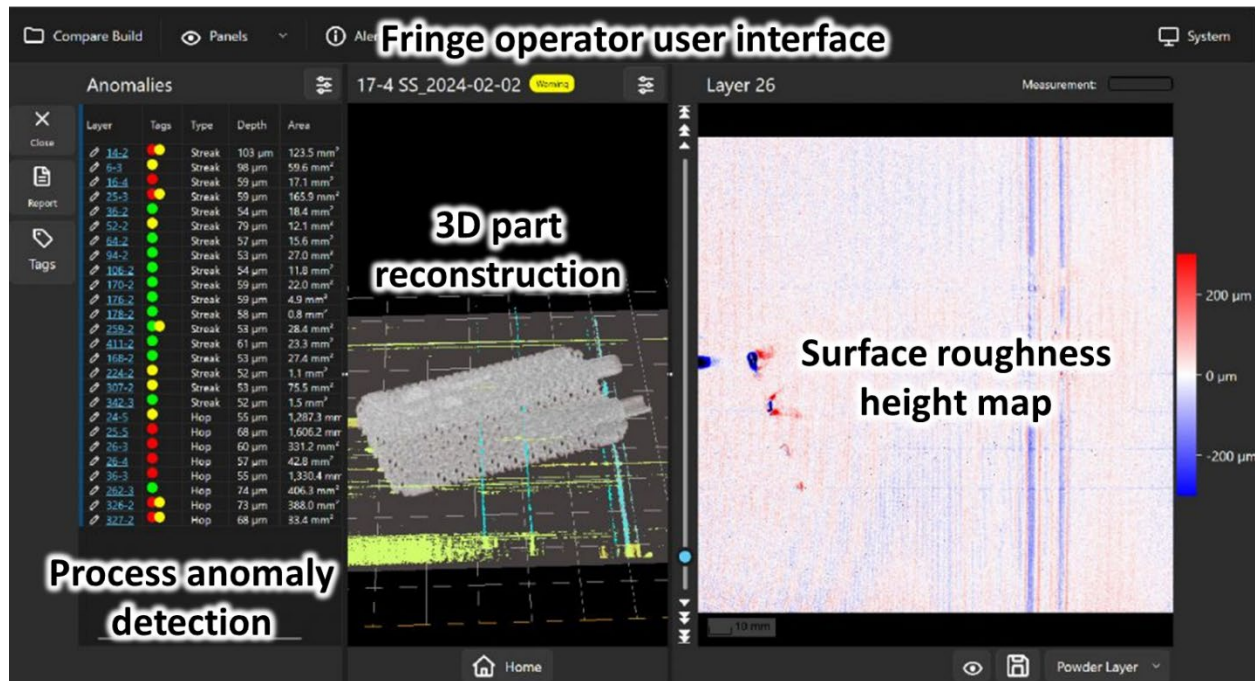 Compare Build
Panels
Fringe operator user interface
System
Anomalies
17-4 SS_2024-02-02 Warning
Layer 26
Measurement:
Close
Report
Tags
Layer Tags Type Depth Area
14-2 Streak 103 µm 123.5 mm²
6-3 Streak 98 µm 59.6 mm²
16-4 Streak 59 µm 17.1 mm²
25-3 Streak 59 µm 165.9 mm²
36-2 Streak 54 µm 18.4 mm²
52-2 Streak 79 µm 12.1 mm²
64-2 Streak 57 µm 15.6 mm²
94-2 Streak 53 µm 27.0 mm²
106-2 Streak 54 µm 11.8 mm²
170-2 Streak 59 µm 22.0 mm²
176-2 Streak 59 µm 4.9 mm²
178-2 Streak 58 µm 0.8 mm²
259-2 Streak 53 µm 28.4 mm²
411-2 Streak 61 µm 23.3 mm²
168-2 Streak 53 µm 27.4 mm²
224-2 Streak 52 µm 1.1 mm²
307-2 Streak 53 µm 75.5 mm²
342-3 Streak 52 µm 1.5 mm²
24-5 Hop 55 µm 1,287.3 mm
25-5 Hop 68 µm 1,606.2 mm
26-3 Hop 60 µm 331.2 mm²
26-4 Hop 57 µm 42.8 mm²
36-3 Hop 55 µm 1,330.4 mm
262-3 Hop 74 µm 406.3 mm²
326-2 Hop 73 µm 388.0 mm²
327-2 Hop 68 µm 33.4 mm²
Process anomaly
detection
3D part
reconstruction
Surface roughness
height map
200 µm
0 µm
-200 µm
10 mm
Home
Powder Layer